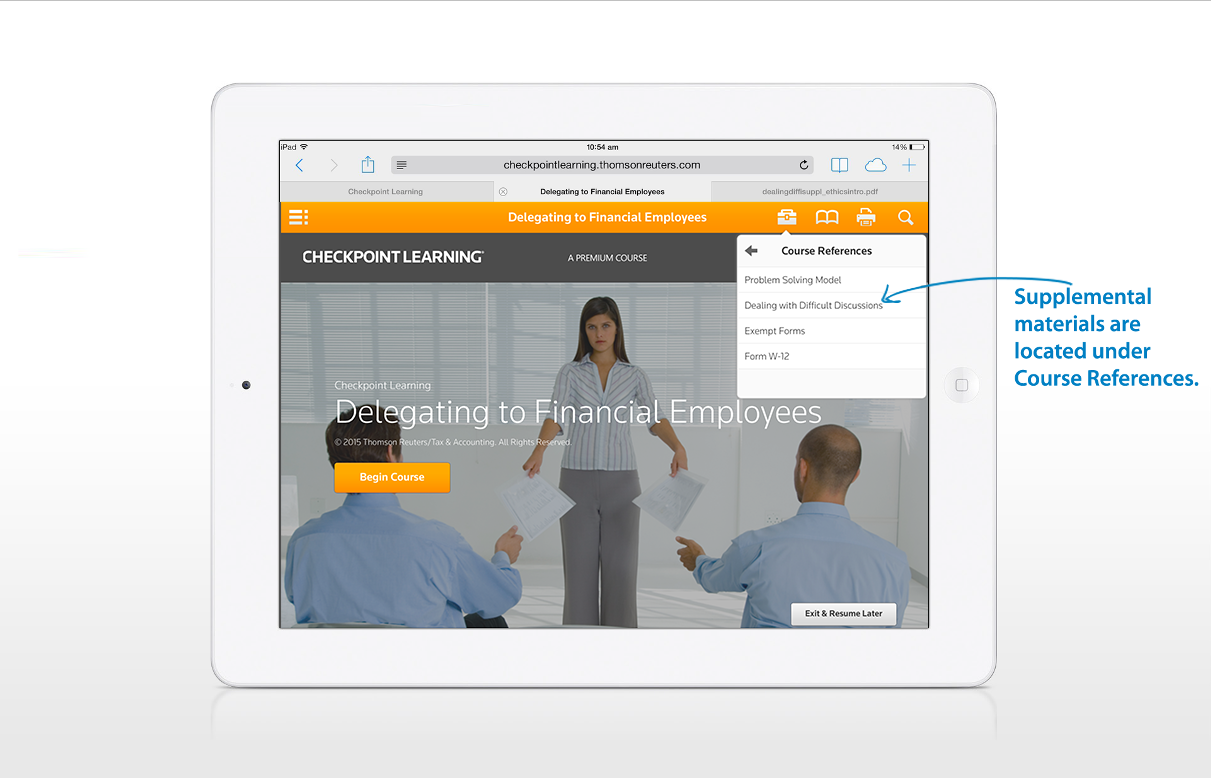 iPad
10:54 am
14%
checkpointlearning.thomsonreuters.com
Checkpoint Learning
Delegating to Financial Employees
dealingdiffisuppl_ethicsintro.pdf
Delegating to Financial Employees
CHECKPOINT LEARNING
A PREMIUM COURSE
Course References
Problem Solving Model
Dealing with Difficult Discussions
Exempt Forms
Form W-12
Supplemental
materials are
located under
Course References.
Checkpoint Learning
Delegating to Financial Employees
© 2015 Thomson Reuters/Tax & Accounting. All Rights Reserved.
Begin Course
Exit & Resume Later